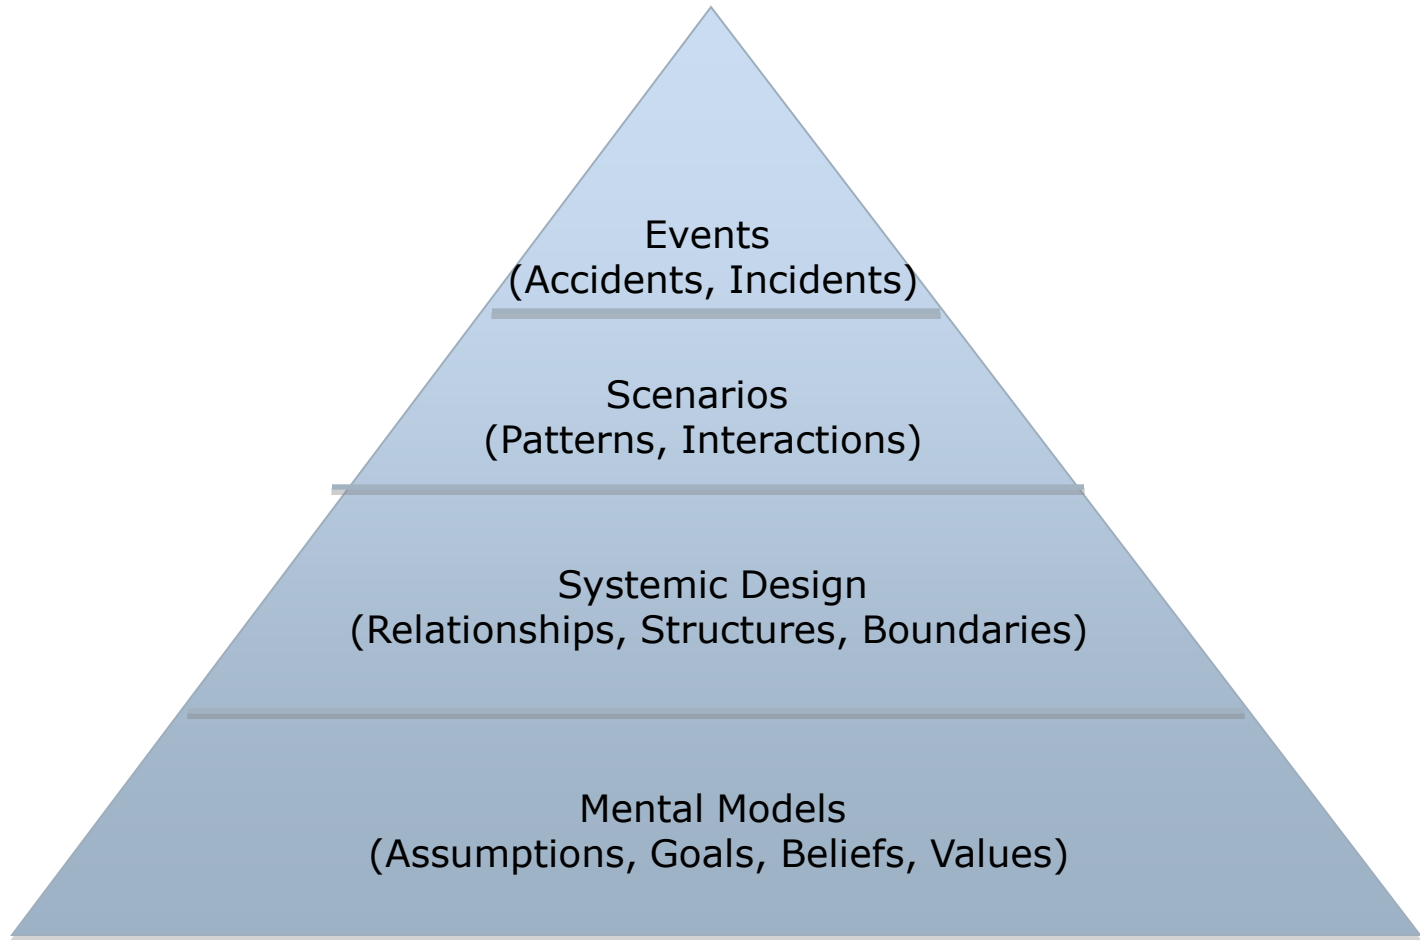 Events
(Accidents, Incidents)
Scenarios
(Patterns, Interactions)
Systemic Design
(Relationships, Structures, Boundaries)
Mental Models
(Assumptions, Goals, Beliefs, Values)